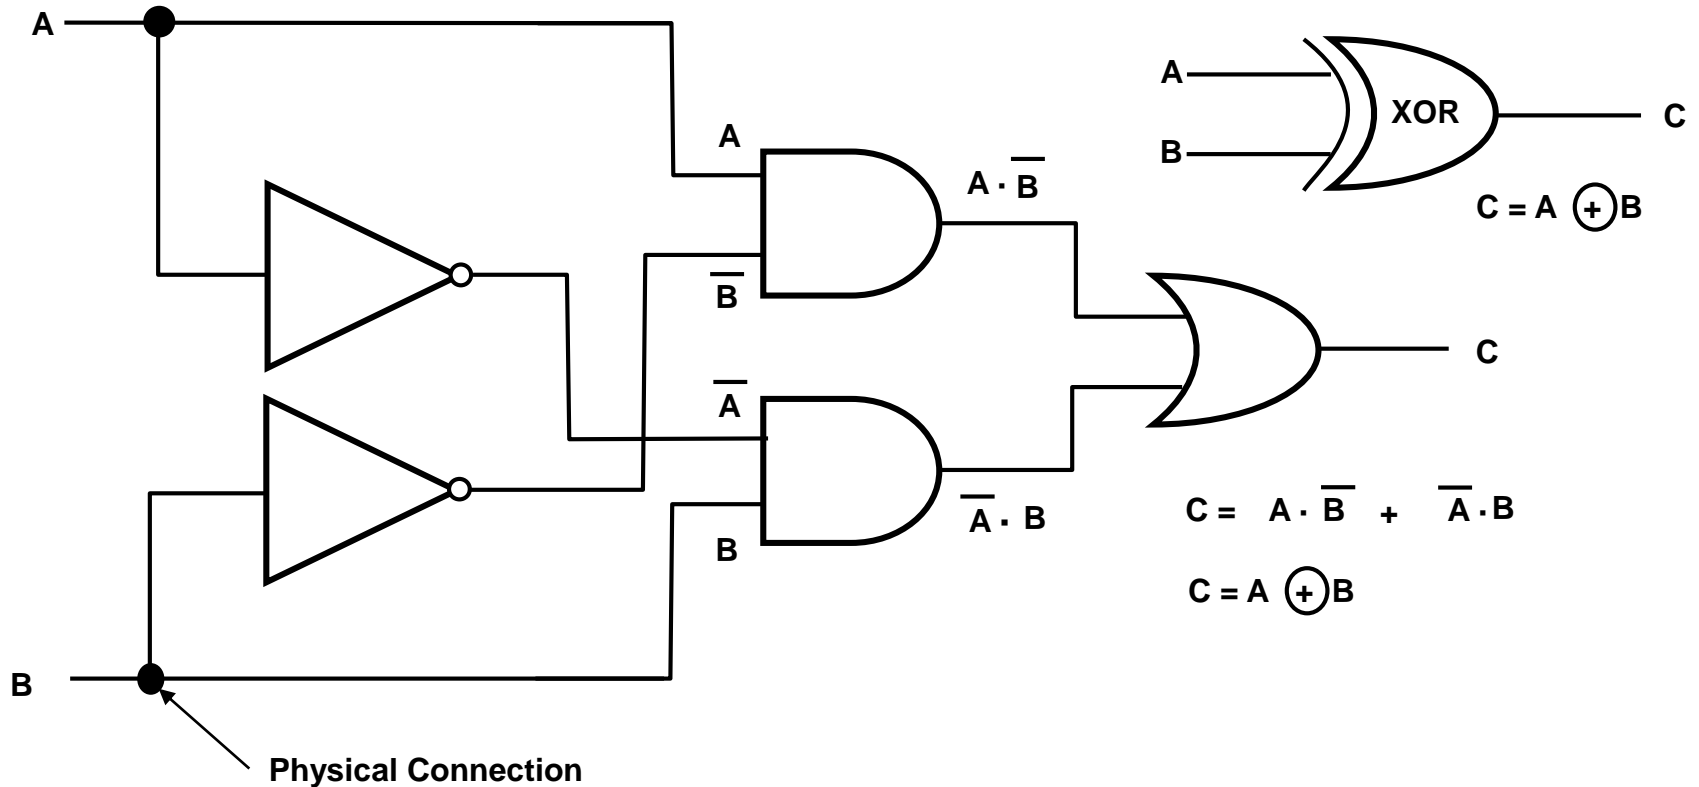 A
A
XOR
C
A
A · B̅
B
C = A ⊕ B
B̅
C
A̅
A̅ · B
C = A · B̅ + A̅ · B
B
C = A ⊕ B
B
Physical Connection